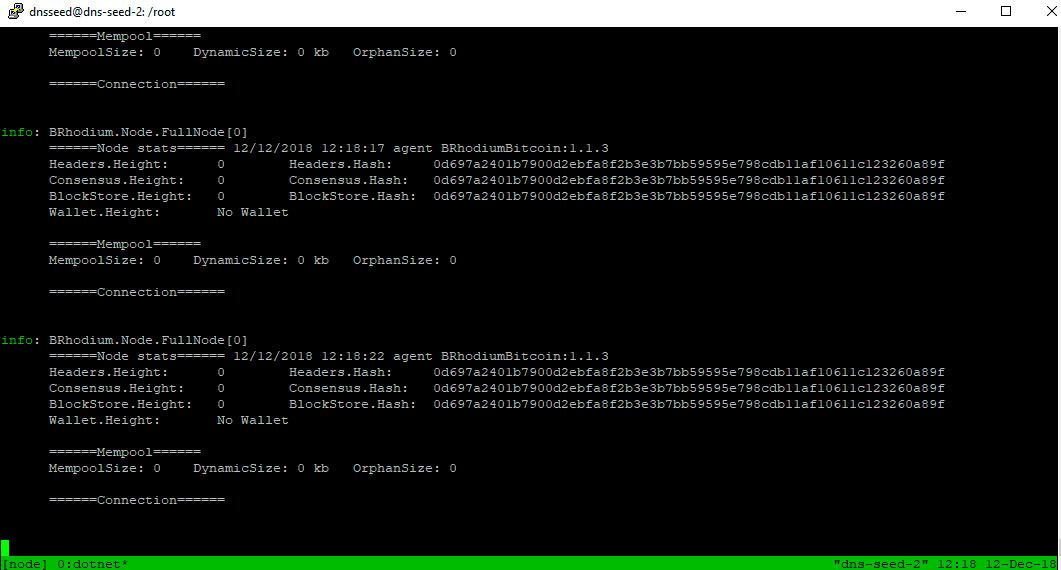 dnsseed@dns-seed-2: /root
======Mempool======
MempoolSize: 0    DynamicSize: 0 kb   OrphanSize: 0
======Connection======
info: BRhodium.Node.FullNode[0]
======Node stats====== 12/12/2018 12:18:17 agent BRhodiumBitcoin:1.1.3
Headers.Height:      0        Headers.Hash:     0d697a2401b7900d2ebfa8f2b3e3b7bb59595e798cdb11af10611c123260a89f
Consensus.Height:    0        Consensus.Hash:   0d697a2401b7900d2ebfa8f2b3e3b7bb59595e798cdb11af10611c123260a89f
BlockStore.Height:   0        BlockStore.Hash:  0d697a2401b7900d2ebfa8f2b3e3b7bb59595e798cdb11af10611c123260a89f
Wallet.Height:       No Wallet
======Mempool======
MempoolSize: 0    DynamicSize: 0 kb   OrphanSize: 0
======Connection======
info: BRhodium.Node.FullNode[0]
======Node stats====== 12/12/2018 12:18:22 agent BRhodiumBitcoin:1.1.3
Headers.Height:      0        Headers.Hash:     0d697a2401b7900d2ebfa8f2b3e3b7bb59595e798cdb11af10611c123260a89f
Consensus.Height:    0        Consensus.Hash:   0d697a2401b7900d2ebfa8f2b3e3b7bb59595e798cdb11af10611c123260a89f
BlockStore.Height:   0        BlockStore.Hash:  0d697a2401b7900d2ebfa8f2b3e3b7bb59595e798cdb11af10611c123260a89f
Wallet.Height:       No Wallet
======Mempool======
MempoolSize: 0    DynamicSize: 0 kb   OrphanSize: 0
======Connection======
[node] 0:dotnet*    "dns-seed-2" 12:18 12-Dec-18